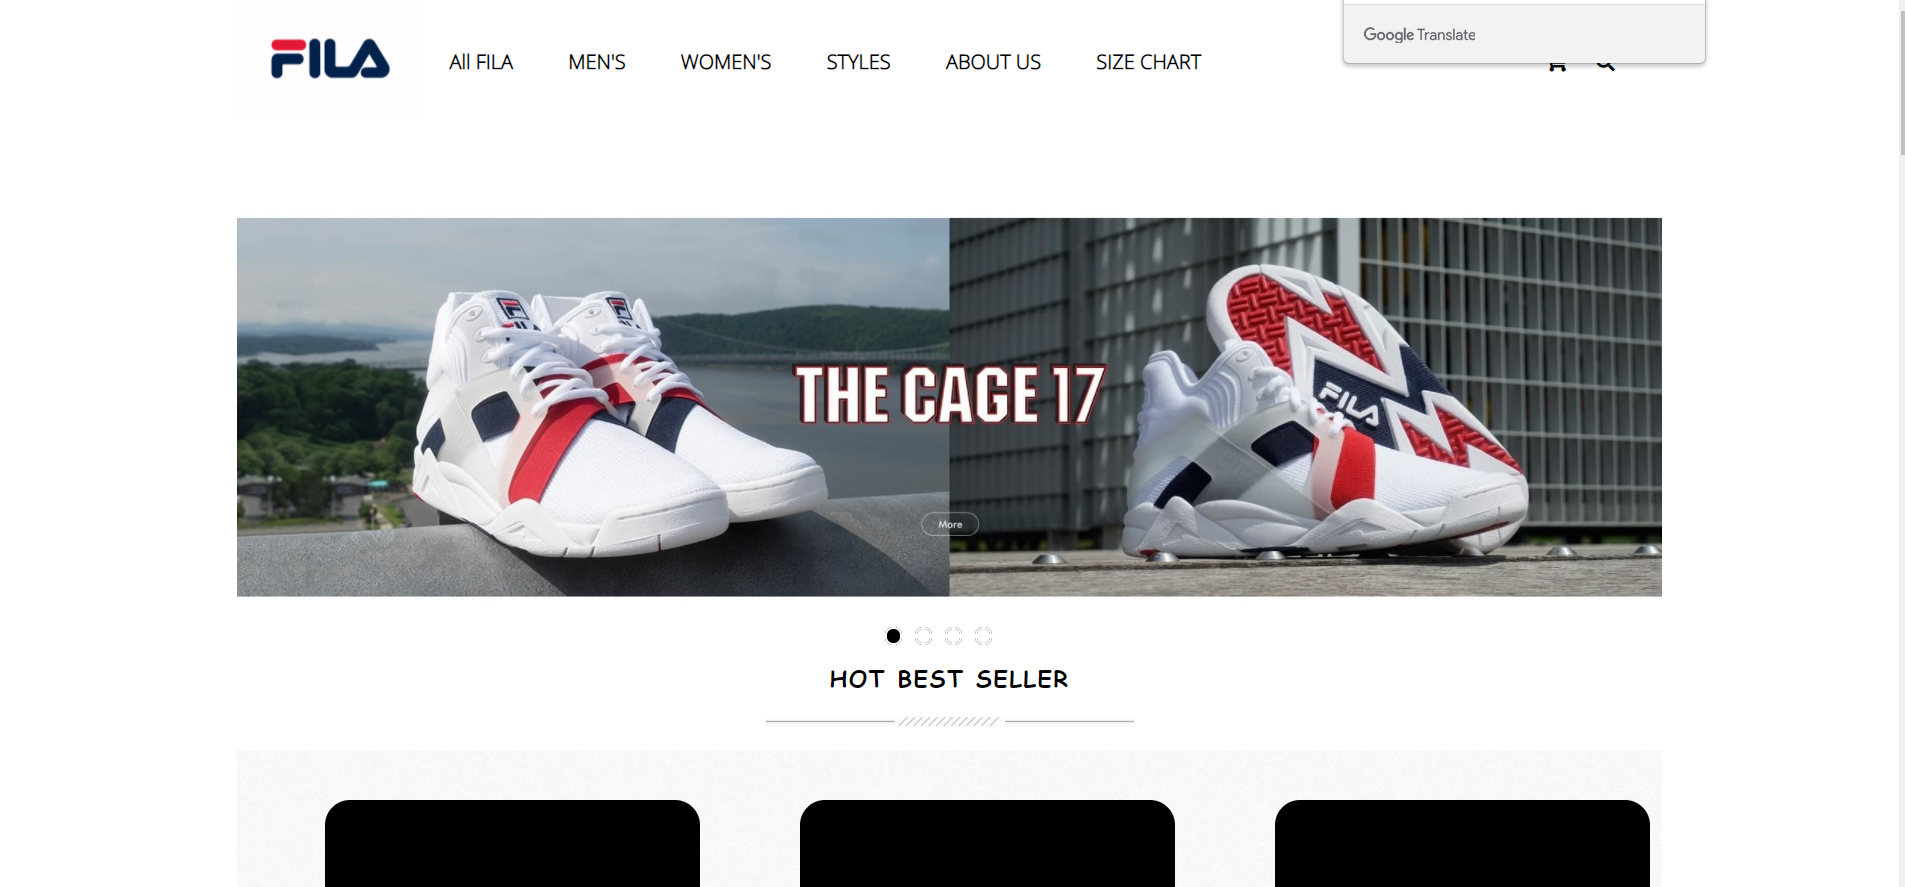 FILA
All FILA
MEN'S
WOMEN'S
STYLES
ABOUT US
SIZE CHART
Google Translate
THE CAGE 17
FILA
More
HOT BEST SELLER